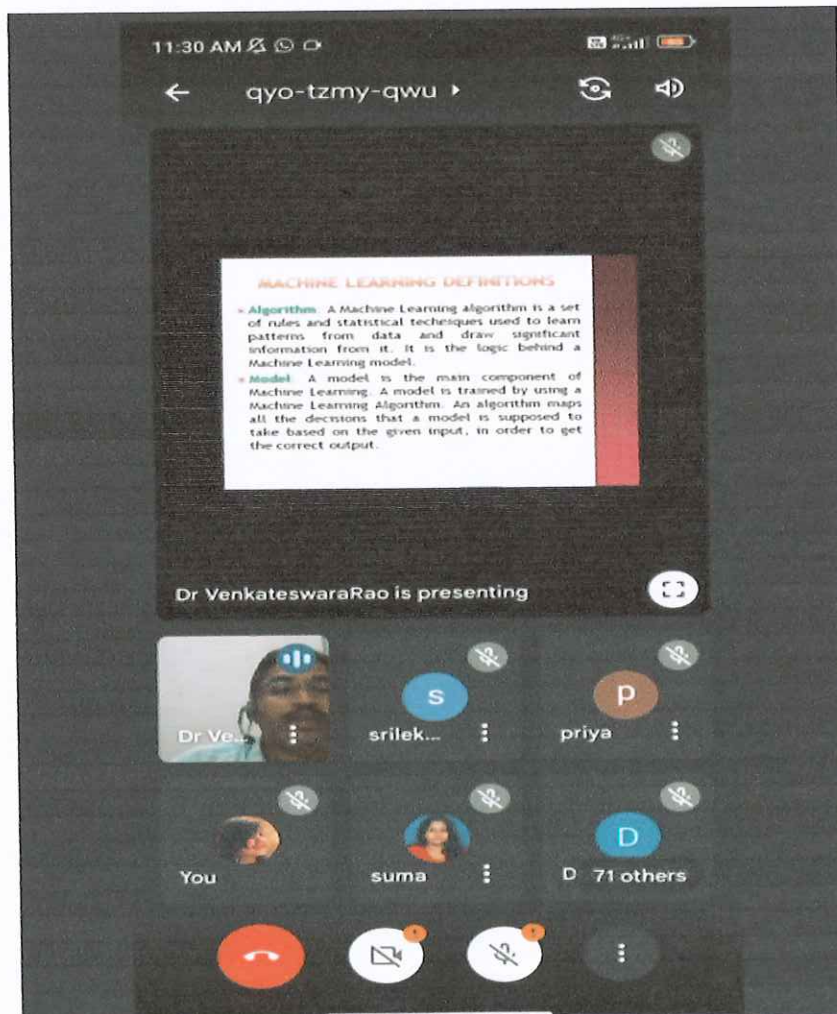 11:30 AM
qyo-tzmy-qwu
MACHINE LEARNING DEFINITIONS
Algorithm: A Machine Learning algorithm is a set
of rules and statistical techniques used to learn
patterns from data and draw significant
information from it. It is the logic behind a
Machine Learning model.
Model: A model is the main component of
Machine Learning. A model is trained by using a
Machine Learning Algorithm. An algorithm maps
all the decisions that a model is supposed to
take based on the given input, in order to get
the correct output.
Dr VenkateswaraRao is presenting
S
P
Dr Ve...
srilek...
priya
D
You
suma
D 71 others